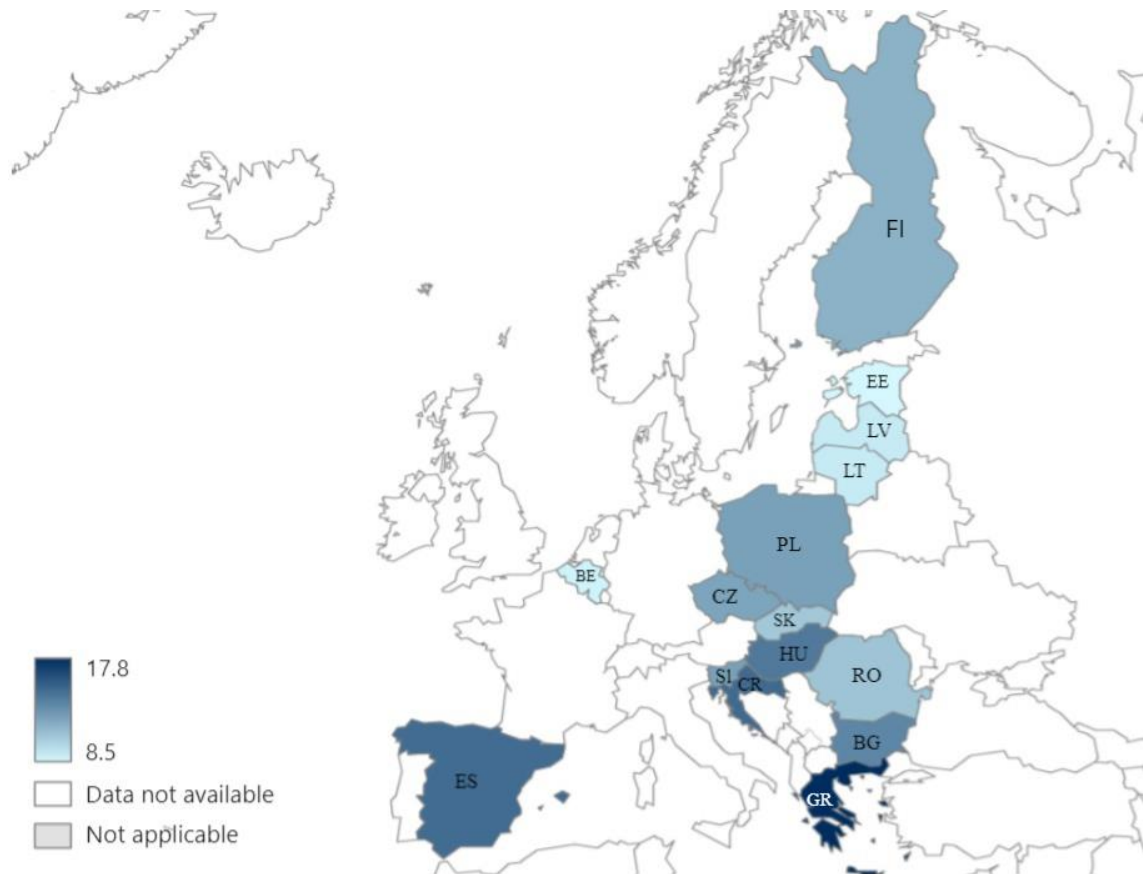 FI
EE
LV
LT
PL
BE
CZ
SK
HU
SI
CR
RO
BG
ES
GR
17.8
8.5
Data not available
Not applicable